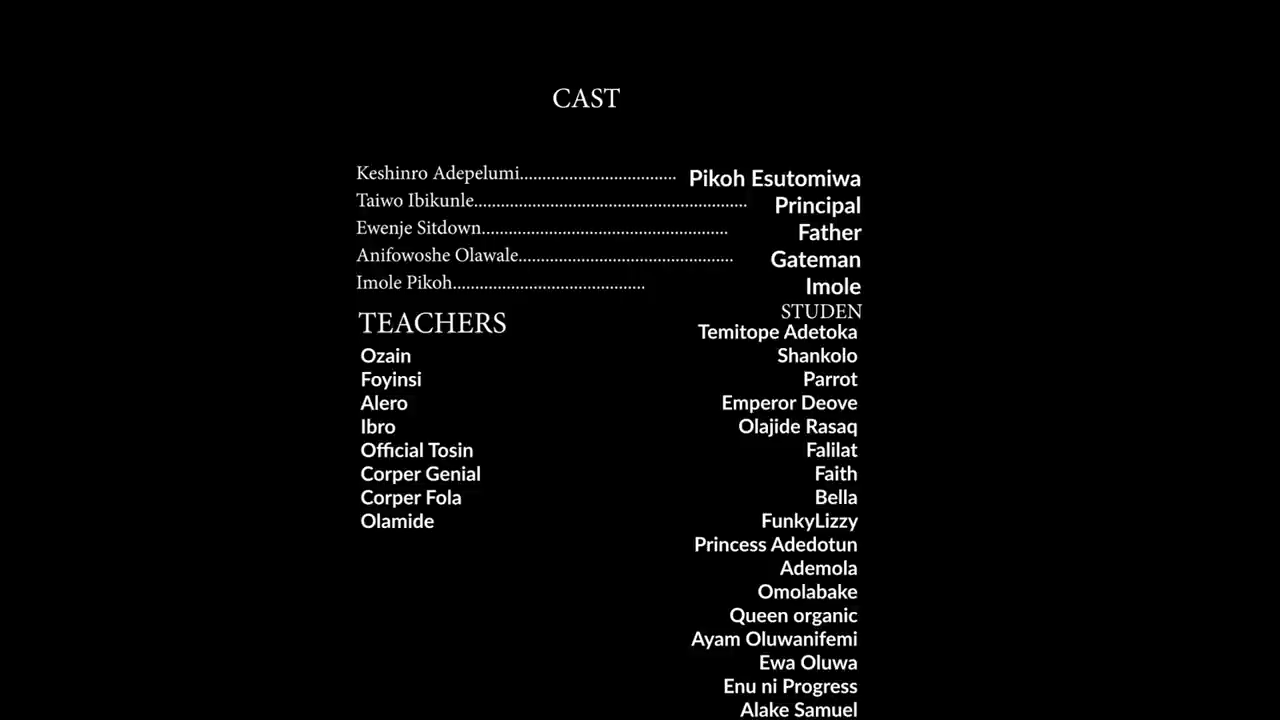 CAST
Keshinro Adepelumi................................... Pikoh Esutomiwa
Taiwo Ibikunle............................................................. Principal
Ewenje Sitdown....................................................... Father
Anifowoshe Olawale................................................ Gateman
Imole Pikoh........................................... Imole
TEACHERS
Ozain
Foyinsi
Alero
Ibro
Official Tosin
Corper Genial
Corper Fola
Olamide
STUDEN
Temitope Adetoka
Shankolo
Parrot
Emperor Deove
Olajide Rasaq
Falilat
Faith
Bella
FunkyLizzy
Princess Adedotun
Ademola
Omolabake
Queen organic
Ayam Oluwanifemi
Ewa Oluwa
Enu ni Progress
Alake Samuel